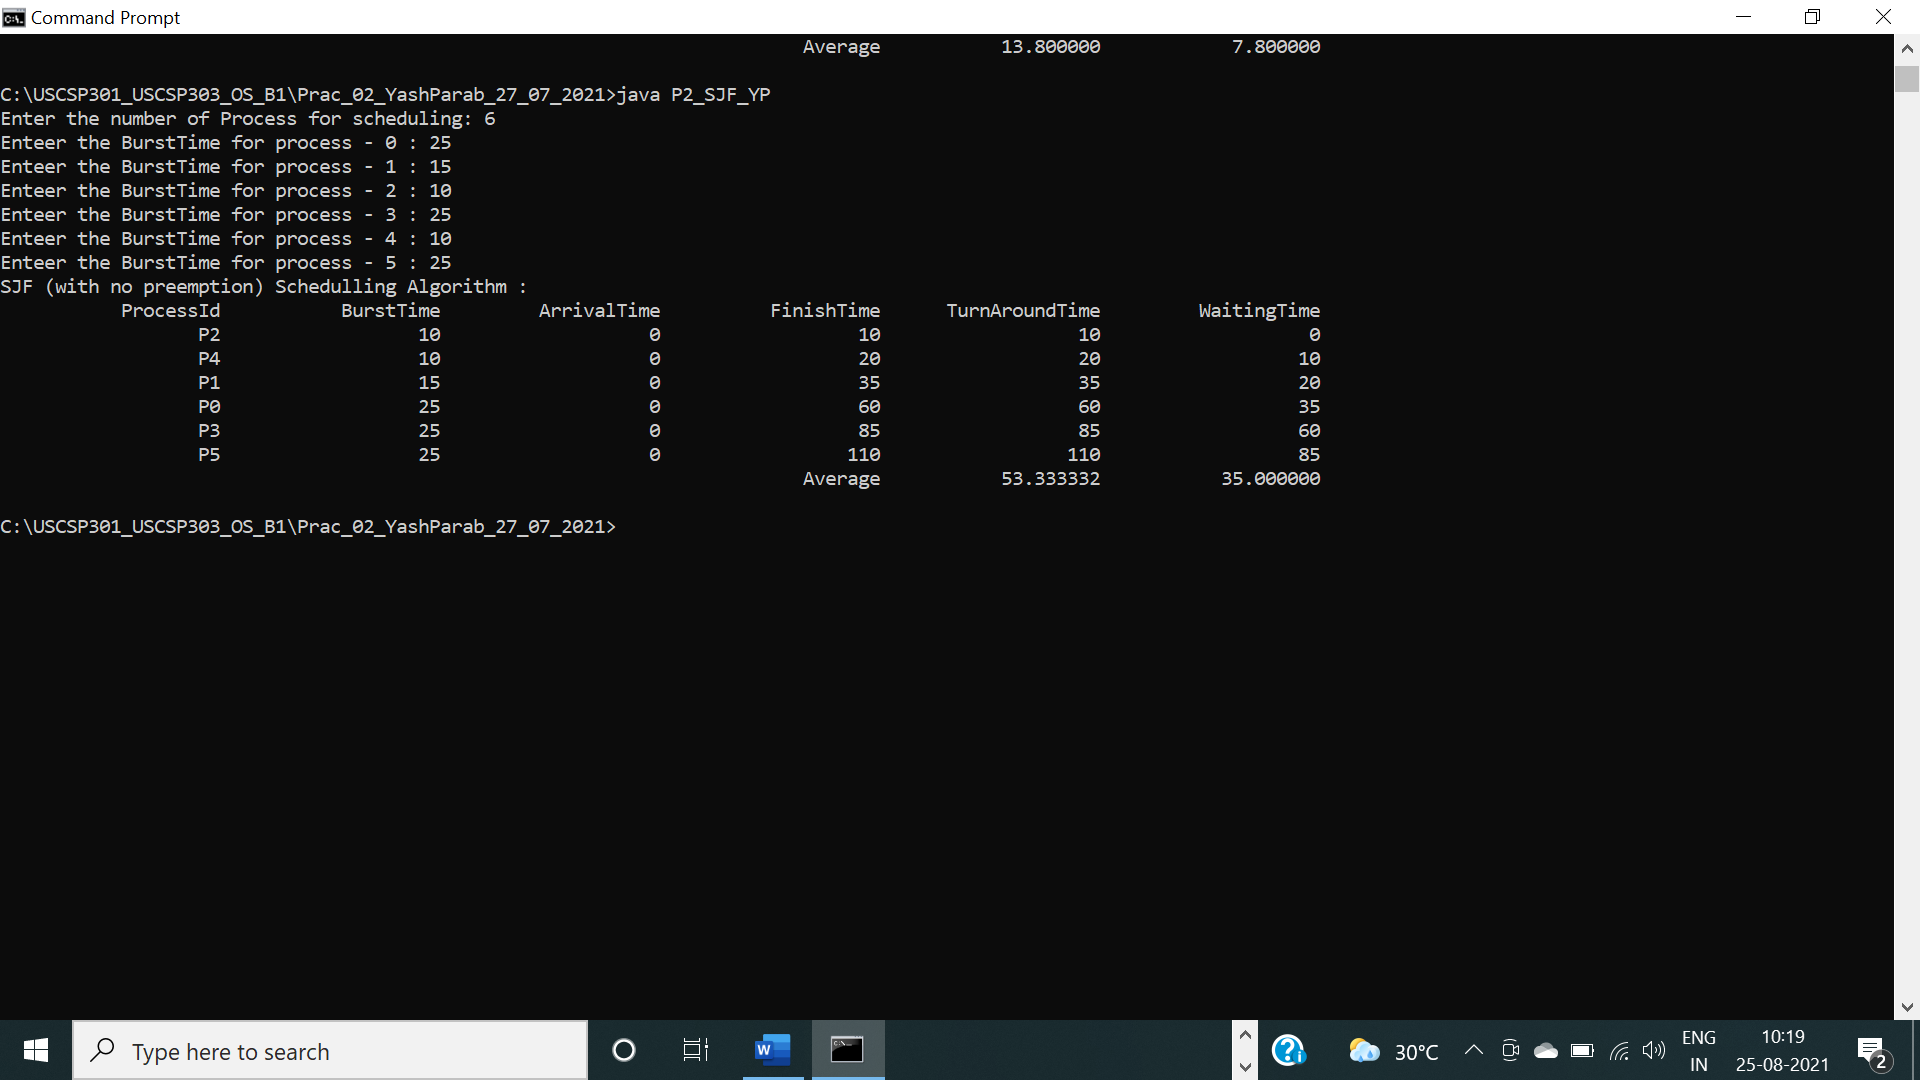 Command Prompt
Average 13.800000 7.800000
C:\USCSP301_USCSP303_OS_B1\Prac_02_YashParab_27_07_2021>java P2_SJF_YP
Enter the number of Process for scheduling: 6
Enteer the BurstTime for process - 0 : 25
Enteer the BurstTime for process - 1 : 15
Enteer the BurstTime for process - 2 : 10
Enteer the BurstTime for process - 3 : 25
Enteer the BurstTime for process - 4 : 10
Enteer the BurstTime for process - 5 : 25
SJF (with no preemption) Schedulling Algorithm :
ProcessId BurstTime ArrivalTime FinishTime TurnAroundTime WaitingTime
P2 10 0 10 10 0
P4 10 0 20 20 10
P1 15 0 35 35 20
P0 25 0 60 60 35
P3 25 0 85 85 60
P5 25 0 110 110 85
Average 53.333332 35.000000
C:\USCSP301_USCSP303_OS_B1\Prac_02_YashParab_27_07_2021>
Type here to search
30°C
ENG
IN
10:19
25-08-2021
2